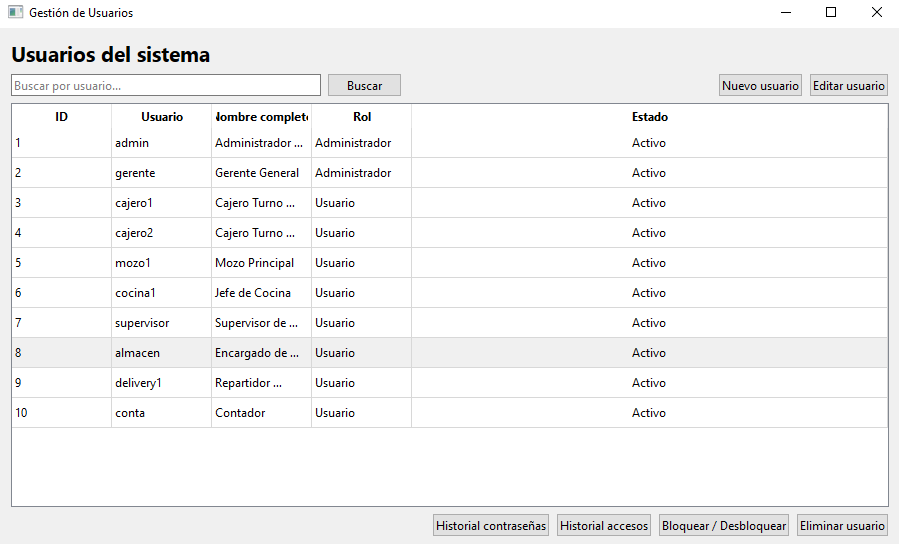 Gestión de Usuarios
Usuarios del sistema
Buscar por usuario... Buscar Nuevo usuario Editar usuario
ID Usuario Nombre completo Rol Estado
1 admin Administrador ... Administrador Activo
2 gerente Gerente General Administrador Activo
3 cajero1 Cajero Turno ... Usuario Activo
4 cajero2 Cajero Turno ... Usuario Activo
5 mozo1 Mozo Principal Usuario Activo
6 cocina1 Jefe de Cocina Usuario Activo
7 supervisor Supervisor de ... Usuario Activo
8 almacen Encargado de ... Usuario Activo
9 delivery1 Repartidor ... Usuario Activo
10 conta Contador Usuario Activo
Historial contraseñas Historial accesos Bloquear / Desbloquear Eliminar usuario